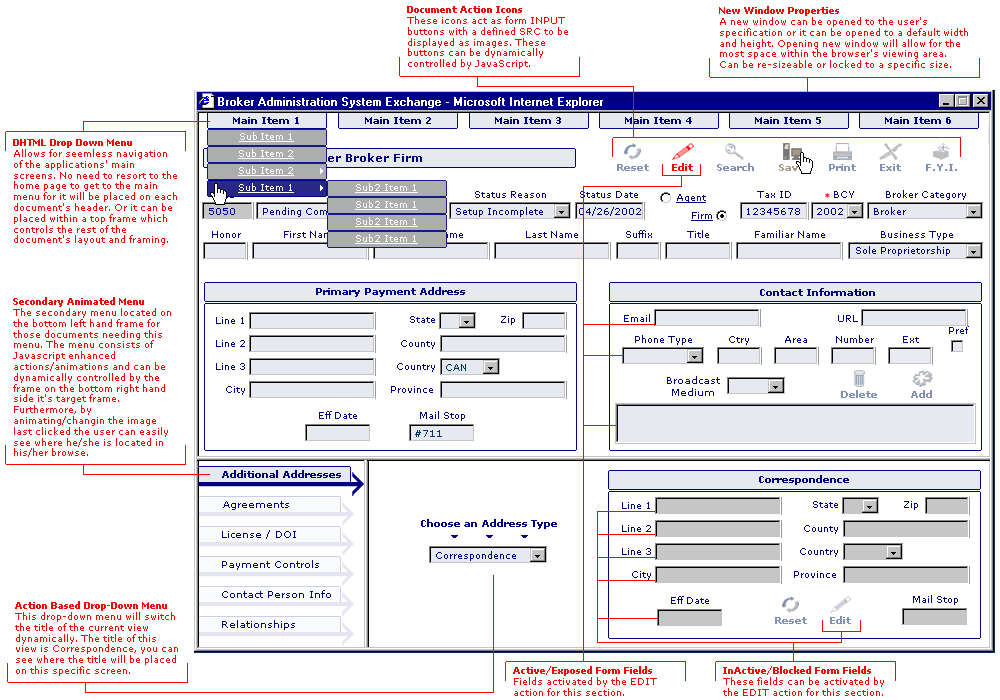 Document Action Icons
These icons act as form INPUT
buttons with a defined SRC to be
displayed as images. These
buttons can be dynamically
controlled by JavaScript.
New Window Properties
A new window can be opened to the user's
specification or it can be opened to a default width
and height. Opening new window will allow for the
most space within the browser's viewing area.
Can be re-sizeable or locked to a specific size.
DHTML Drop Down Menu
Allows for seemless navigation
of the applications' main
screens. No need to resort to the
home page to get to the main
menu for it will be placed on each
document's header. Or it can be
placed within a top frame which
controls the rest of the
document's layout and framing.
Secondary Animated Menu
The secondary menu located on
the bottom left hand frame for
those documents needing this
menu. The menu consists of
Javascript enhanced
actions/animations and can be
dynamically controlled by the
frame on the bottom right hand
side it's target frame.
Furthermore, by
animating/changin the image
last clicked the user can easily
see where he/she is located in
his/her browse.
Action Based Drop-Down Menu
This drop-down menu will switch
the title of the current view
dynamically. The title of this
view is Correspondence, you can
see where the title will be placed
on this specific screen.
Broker Administration System Exchange - Microsoft Internet Explorer
Main Item 1 Main Item 2 Main Item 3 Main Item 4 Main Item 5 Main Item 6
Sub Item 1
Sub Item 2
Sub Item 2
Sub Item 1
Sub2 Item 1
Sub2 Item 1
Sub2 Item 1
Sub2 Item 1
er Broker Firm
Reset Edit Search Sav Print Exit F.Y.I.
Status Reason Status Date Agent Tax ID * BCY Broker Category
5050 Pending Com Setup Incomplete 04/26/2002 Firm 12345678 2002 Broker
Honor First Nam ame Last Name Suffix Title Familiar Name Business Type
Sole Proprietorship
Primary Payment Address
Line 1 State Zip
Line 2 County
Line 3 Country CAN
City Province
Eff Date Mail Stop
#711
Contact Information
Email URL
Pref
Phone Type Ctry Area Number Ext
Broadcast
Medium
Delete Add
Additional Addresses
Agreements
License / DOI
Payment Controls
Contact Person Info
Relationships
Choose an Address Type
Correspondence
Correspondence
Line 1 State Zip
Line 2 County
Line 3 Country
City Province
Eff Date Reset Edit Mail Stop
Active/Exposed Form Fields
Fields activated by the EDIT
action for this section.
InActive/Blocked Form Fields
These fields can be activated by
the EDIT action for this section.